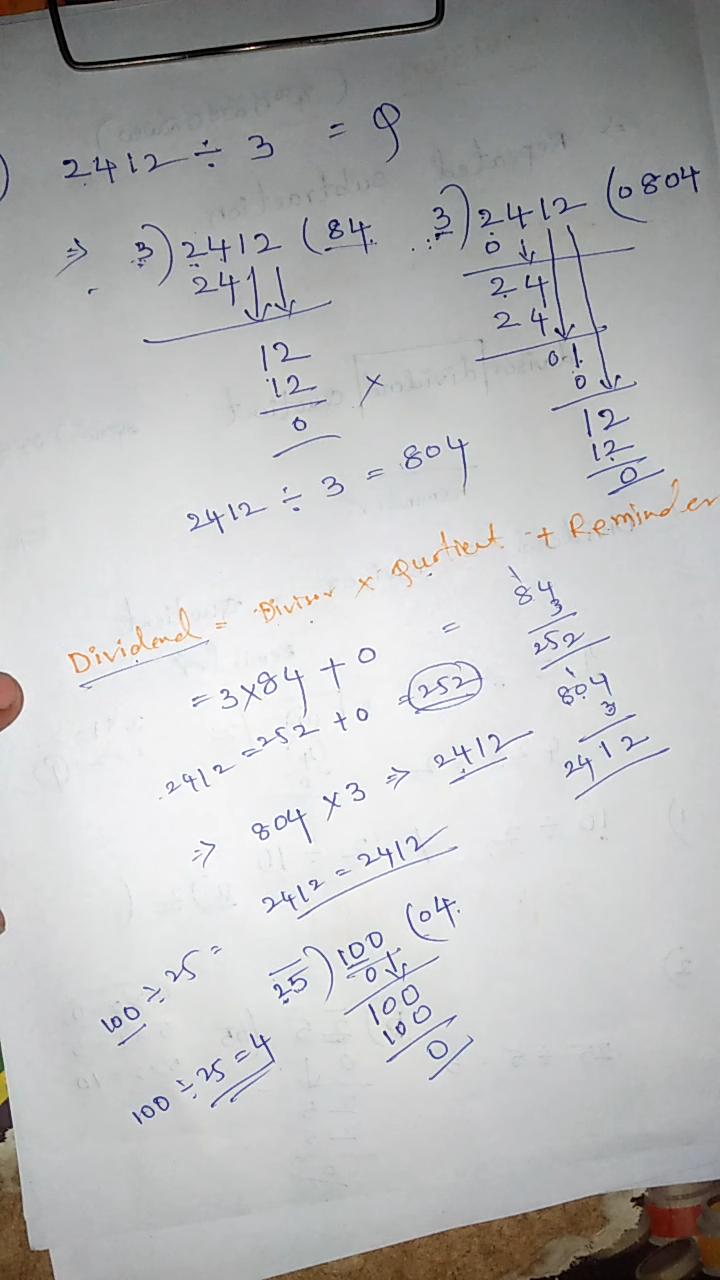 ) 2412 ÷ 3 = 9
⇒ 3)2412(84
24
12
12 ×
0
3)2412(0804
0
24
24
01
0
12
12
0
2412 ÷ 3 = 804
Dividend = Divisor × Quotient + Reminder
= 3×84 + 0 =
84
3
252
2412 = 252 + 0 = 252
⇒ 804 × 3 ⇒ 2412
804
3
2412
2412 = 2412
100 ÷ 25 =
25)100(04
0
100
100
0
100 ÷ 25 = 4